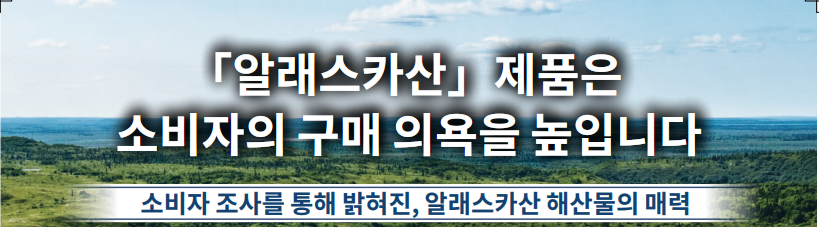 「알래스카산」 제품은
소비자의 구매 의욕을 높입니다
소비자 조사를 통해 밝혀진, 알래스카산 해산물의 매력